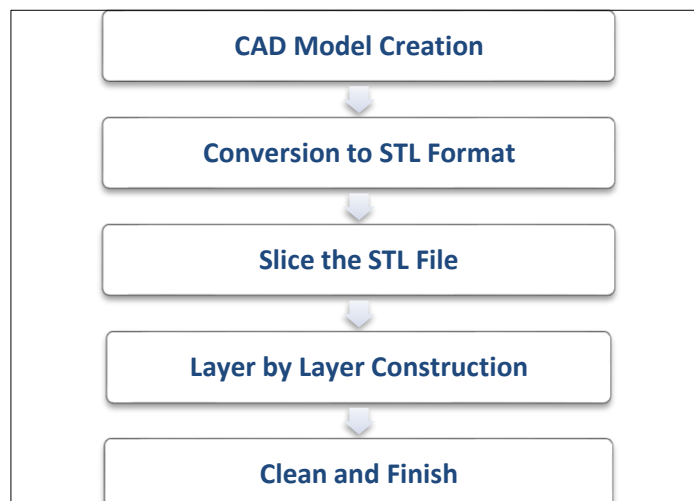 CAD Model Creation
Conversion to STL Format
Slice the STL File
Layer by Layer Construction
Clean and Finish